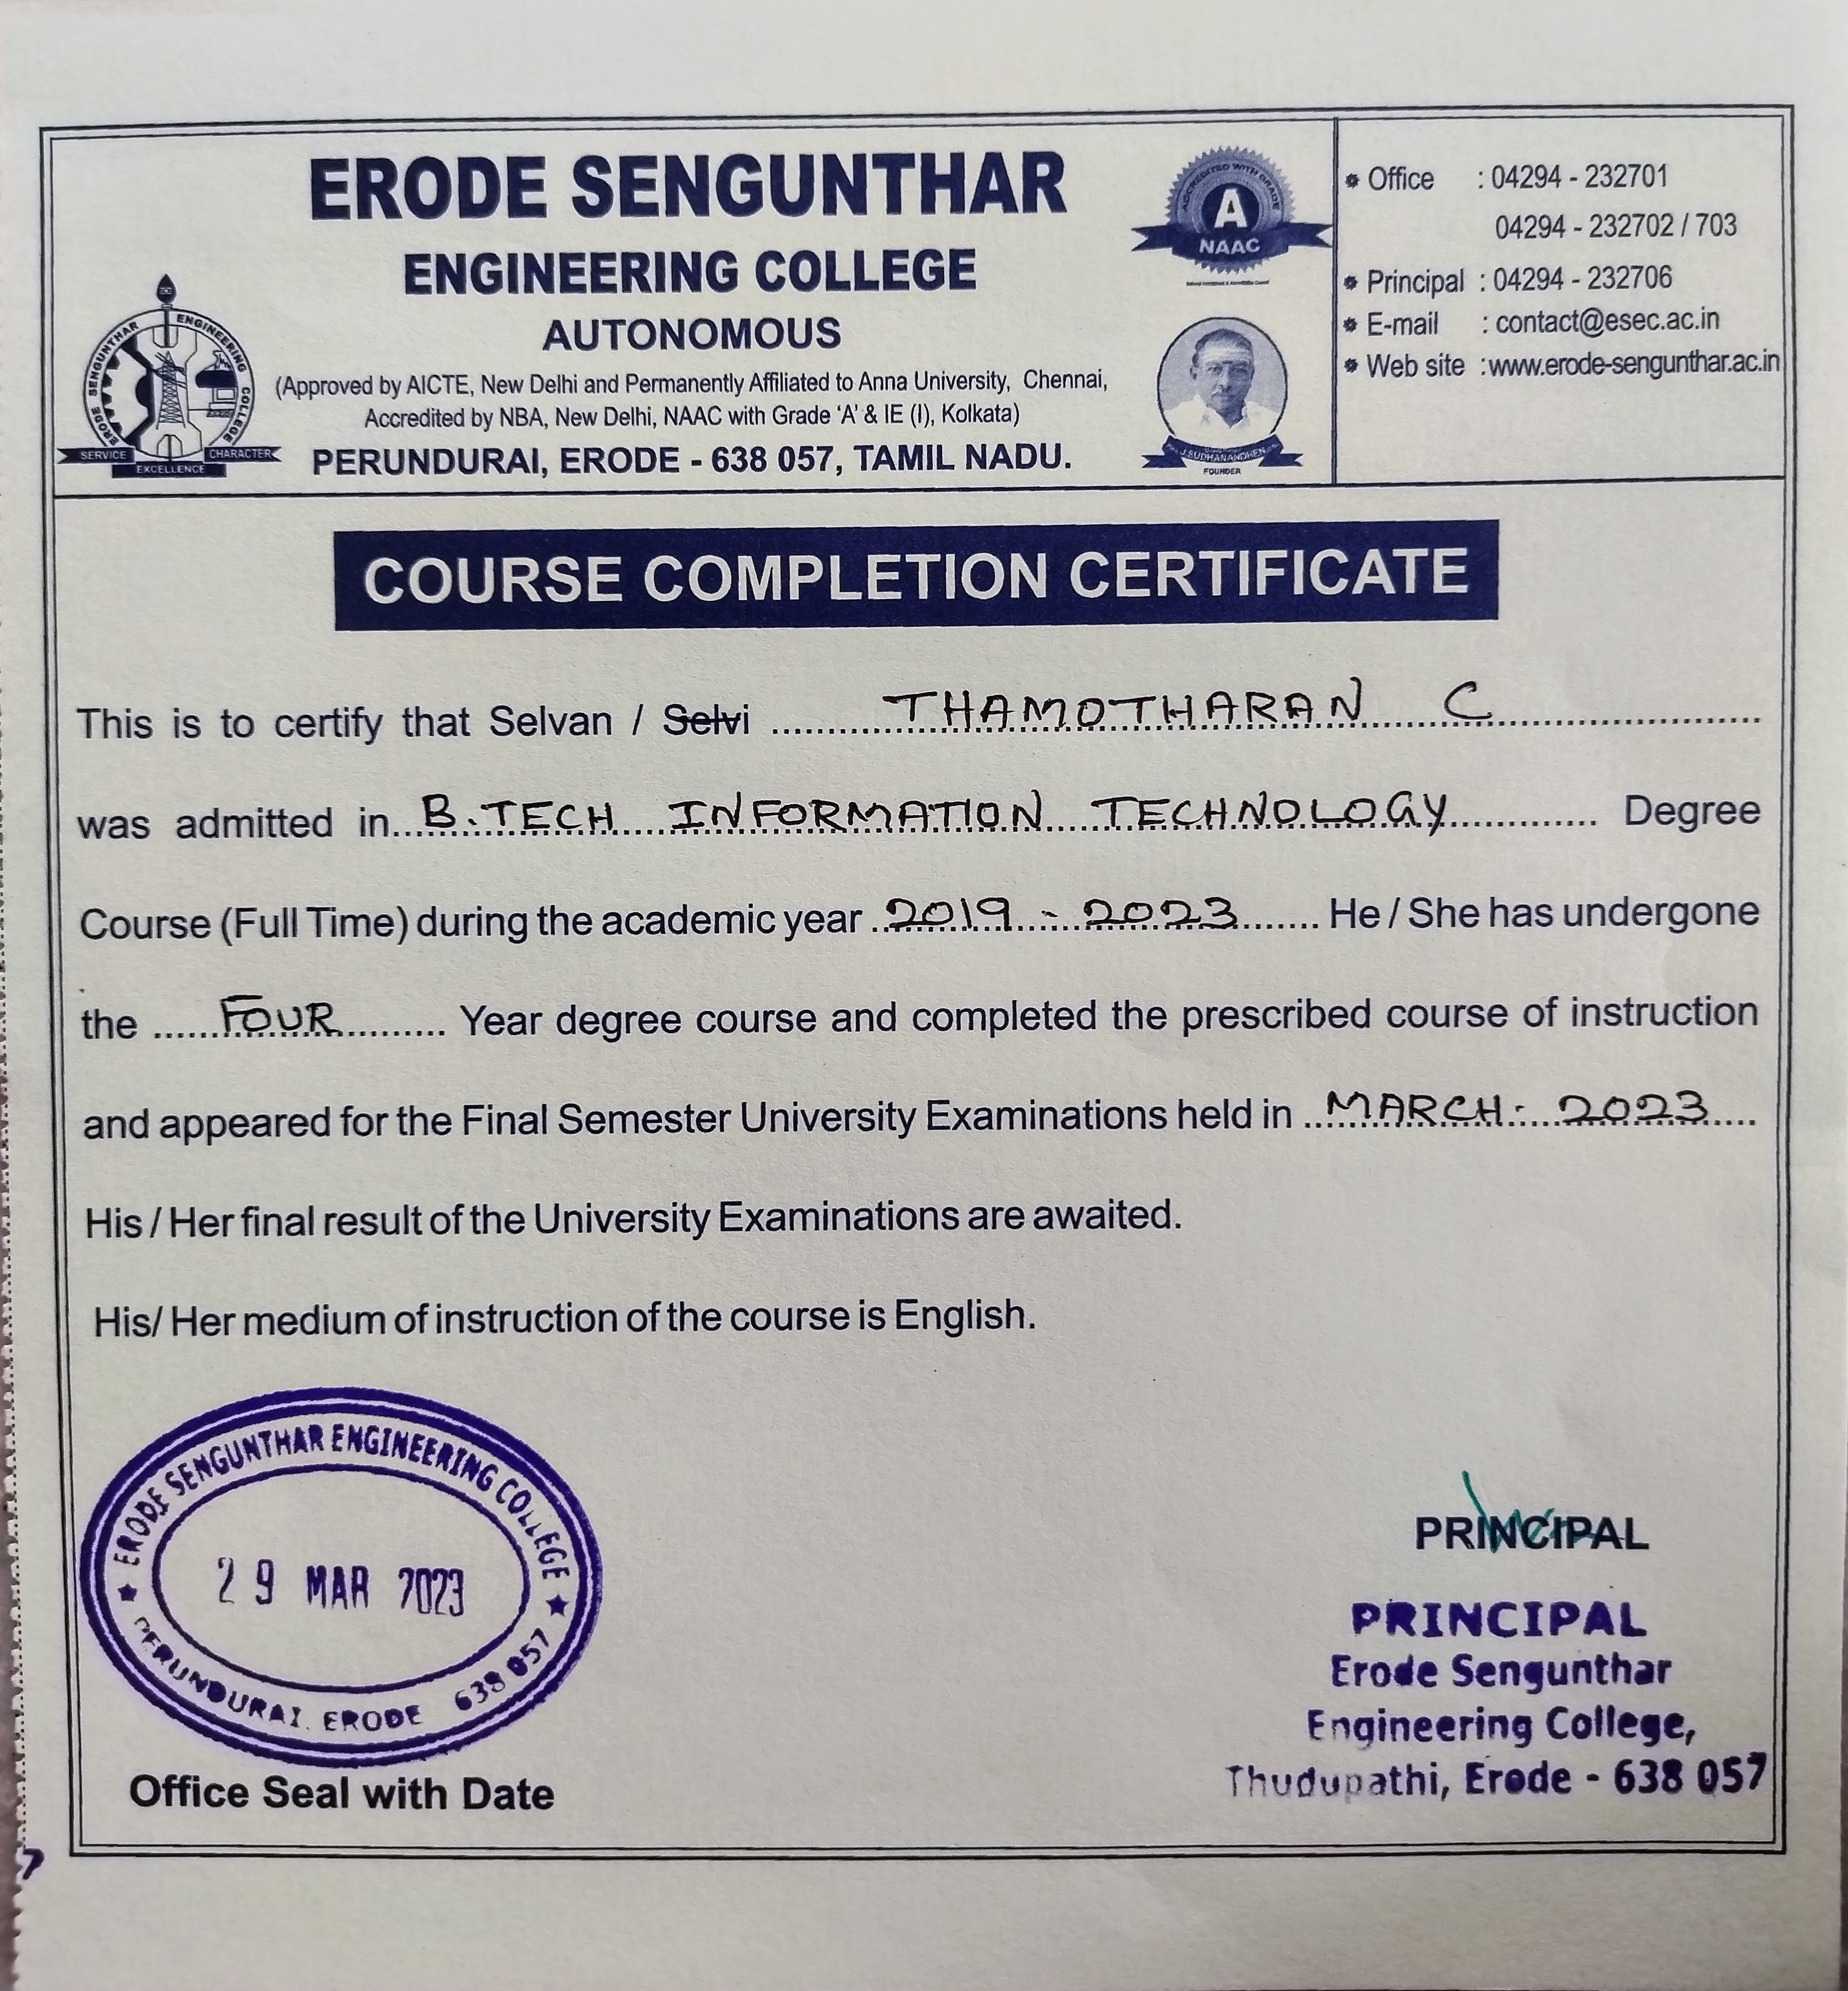 ERODE SENGUNTHAR
ENGINEERING COLLEGE
AUTONOMOUS
(Approved by AICTE, New Delhi and Permanently Affiliated to Anna University, Chennai,
Accredited by NBA, New Delhi, NAAC with Grade 'A' & IE (I), Kolkata)
PERUNDURAI, ERODE - 638 057, TAMIL NADU.
ERODE SENGUNTHAR ENGINEERING COLLEGE
SERVICE
EXCELLENCE
CHARACTER
ACCREDITED WITH GRADE
A
NAAC
J.SUDHANANDHEN
FOUNDER
Office : 04294 - 232701
04294 - 232702 / 703
Principal : 04294 - 232706
E-mail : contact@esec.ac.in
Web site : www.erode-sengunthar.ac.in
COURSE COMPLETION CERTIFICATE
This is to certify that Selvan / Selvi THAMOTHARAN C
was admitted in B.TECH INFORMATION TECHNOLOGY Degree
Course (Full Time) during the academic year 2019 - 2023 He / She has undergone
the FOUR Year degree course and completed the prescribed course of instruction
and appeared for the Final Semester University Examinations held in MARCH - 2023
His / Her final result of the University Examinations are awaited.
His/ Her medium of instruction of the course is English.
ERODE SENGUNTHAR ENGINEERING COLLEGE
29 MAR 2023
PERUNDURAI. ERODE 638 057
Office Seal with Date
PRINCIPAL
PRINCIPAL
Erode Sengunthar
Engineering College,
Thudupathi, Erode - 638 057